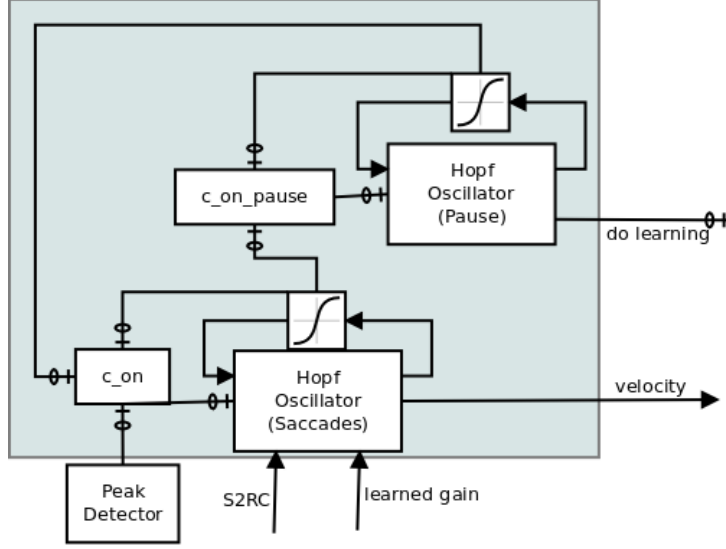 Hopf
Oscillator
(Pause)
c_on_pause
do learning
Hopf
Oscillator
(Saccades)
c_on
velocity
Peak
Detector
S2RC
learned gain